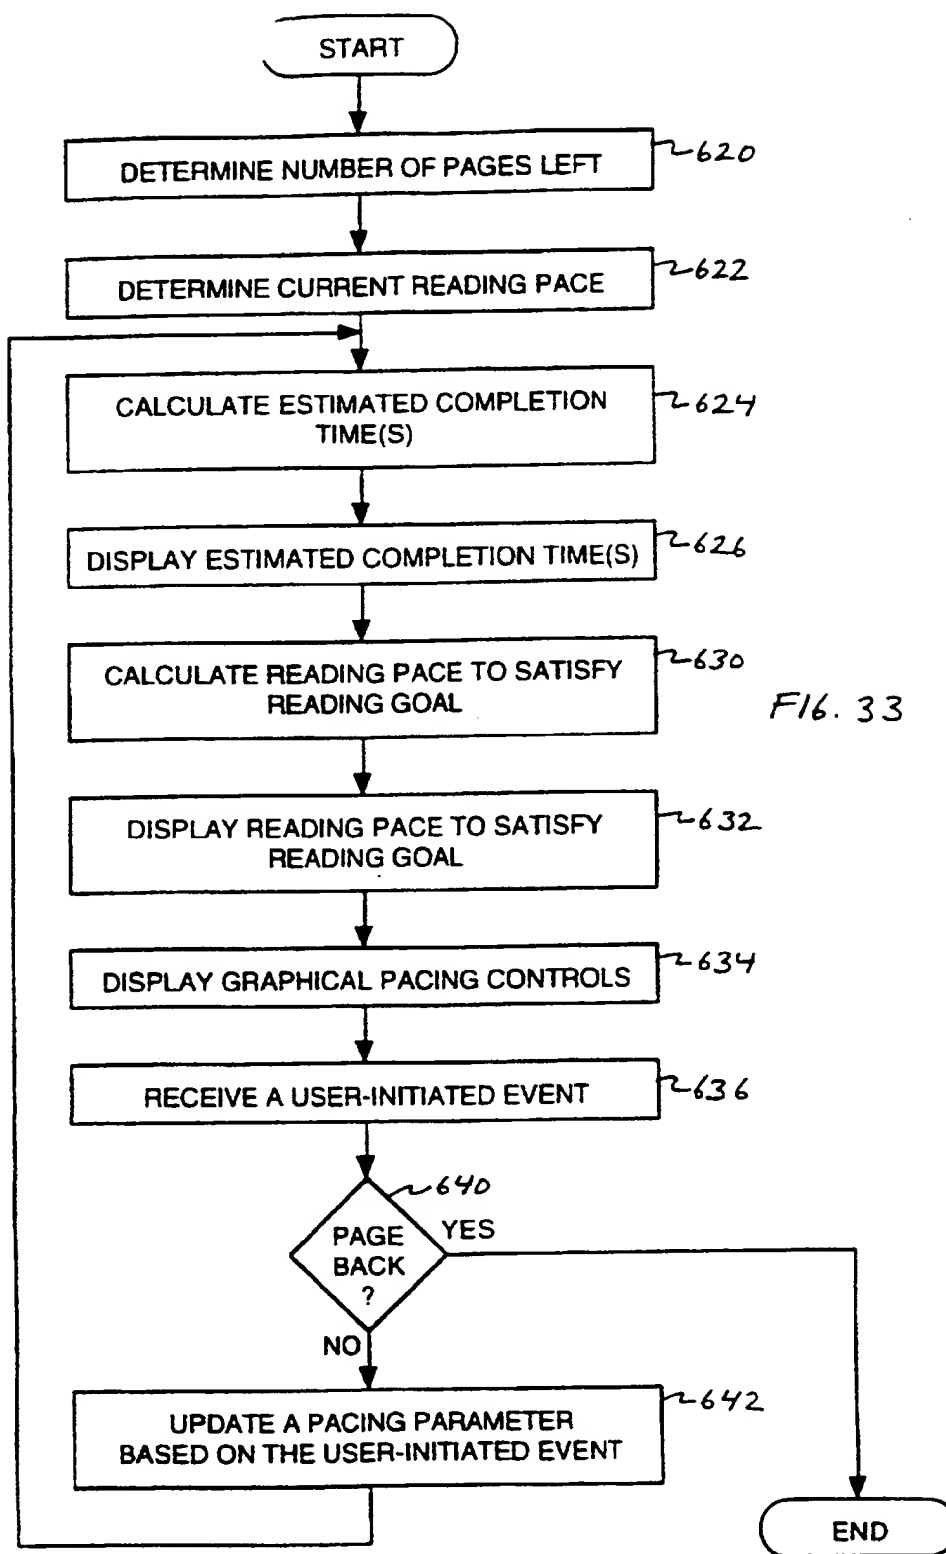 START
DETERMINE NUMBER OF PAGES LEFT
620
DETERMINE CURRENT READING PACE
622
CALCULATE ESTIMATED COMPLETION
TIME(S)
624
DISPLAY ESTIMATED COMPLETION TIME(S)
626
CALCULATE READING PACE TO SATISFY
READING GOAL
630
FIG. 33
DISPLAY READING PACE TO SATISFY
READING GOAL
632
DISPLAY GRAPHICAL PACING CONTROLS
634
RECEIVE A USER-INITIATED EVENT
636
640
PAGE
BACK
?
YES
NO
UPDATE A PACING PARAMETER
BASED ON THE USER-INITIATED EVENT
642
END